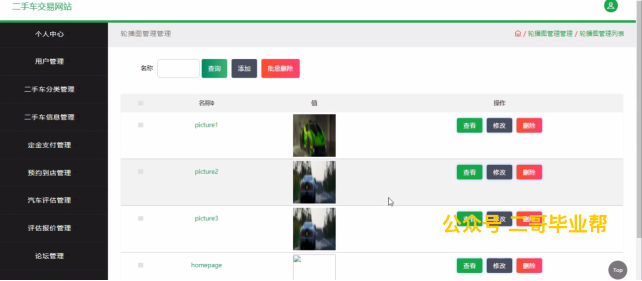 二手车交易网站
个人中心
轮播图管理管理
/ 轮播图管理管理 / 轮播图管理列表
用户管理
名称 查询 添加 批量删除
二手车分类管理
二手车信息管理
名称 值 操作
定金支付管理
picture1 查看 修改 删除
预约到店管理
picture2 查看 修改 删除
汽车评估管理
评估报价管理
picture3 查看 修改 删除
公众号 二哥毕业帮
论坛管理
homepage 查看 修改 删除
Top